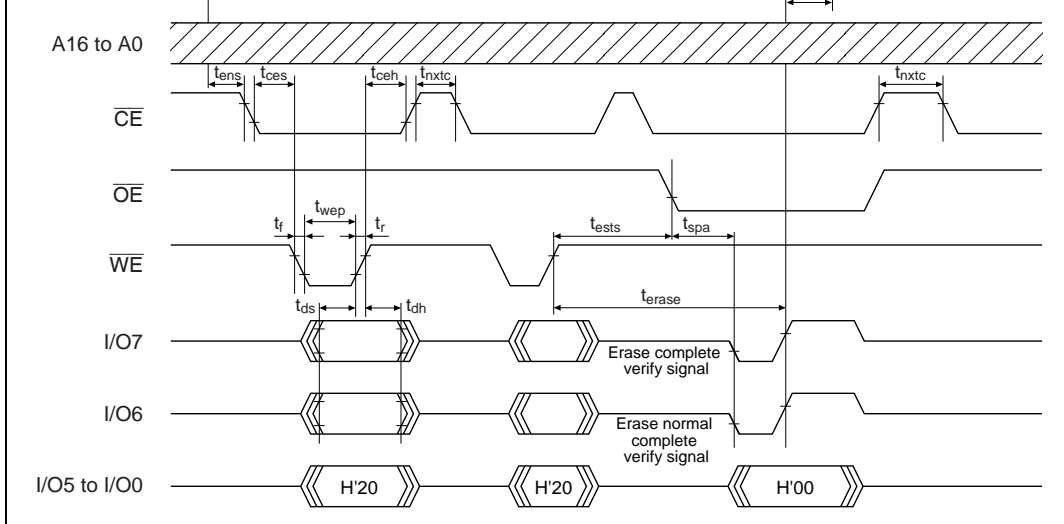 A16 to A0
tens tces tceh tnxtc tnxtc
CE
OE
twep
tf tr tests tspa
WE
tds tdh terase
I/O7
Erase complete
verify signal
I/O6
Erase normal
complete
verify signal
I/O5 to I/O0 H'20 H'20 H'00